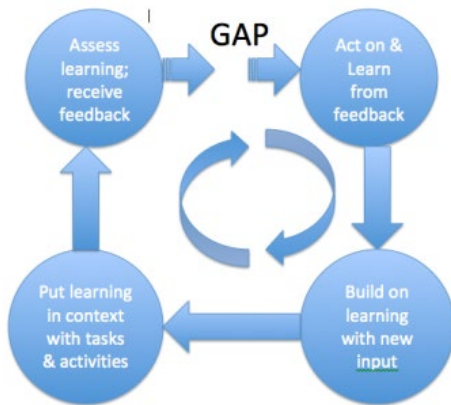 Assess
learning;
receive
feedback
GAP
Act on &
Learn
from
feedback
Put learning
in context
with tasks
& activities
Build on
learning
with new
input